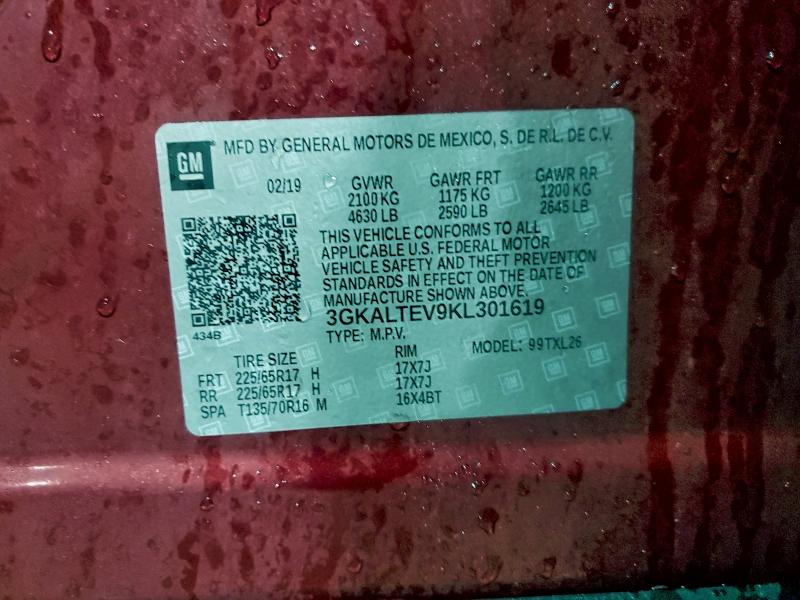 GM
MFD BY GENERAL MOTORS DE MEXICO, S. DE R.L. DE C.V.
02/19 GVWR GAWR FRT GAWR RR
2100 KG 1175 KG 1200 KG
4630 LB 2590 LB 2645 LB
THIS VEHICLE CONFORMS TO ALL
APPLICABLE U.S. FEDERAL MOTOR
VEHICLE SAFETY AND THEFT PREVENTION
STANDARDS IN EFFECT ON THE DATE OF
MANUFACTURE SHOWN ABOVE.
3GKALTEV9KL301619
434B
TYPE: M.P.V. MODEL: 99TXL26
TIRE SIZE RIM
FRT 225/65R17 H 17X7J
RR 225/65R17 H 17X7J
SPA T135/70R16 M 16X4BT